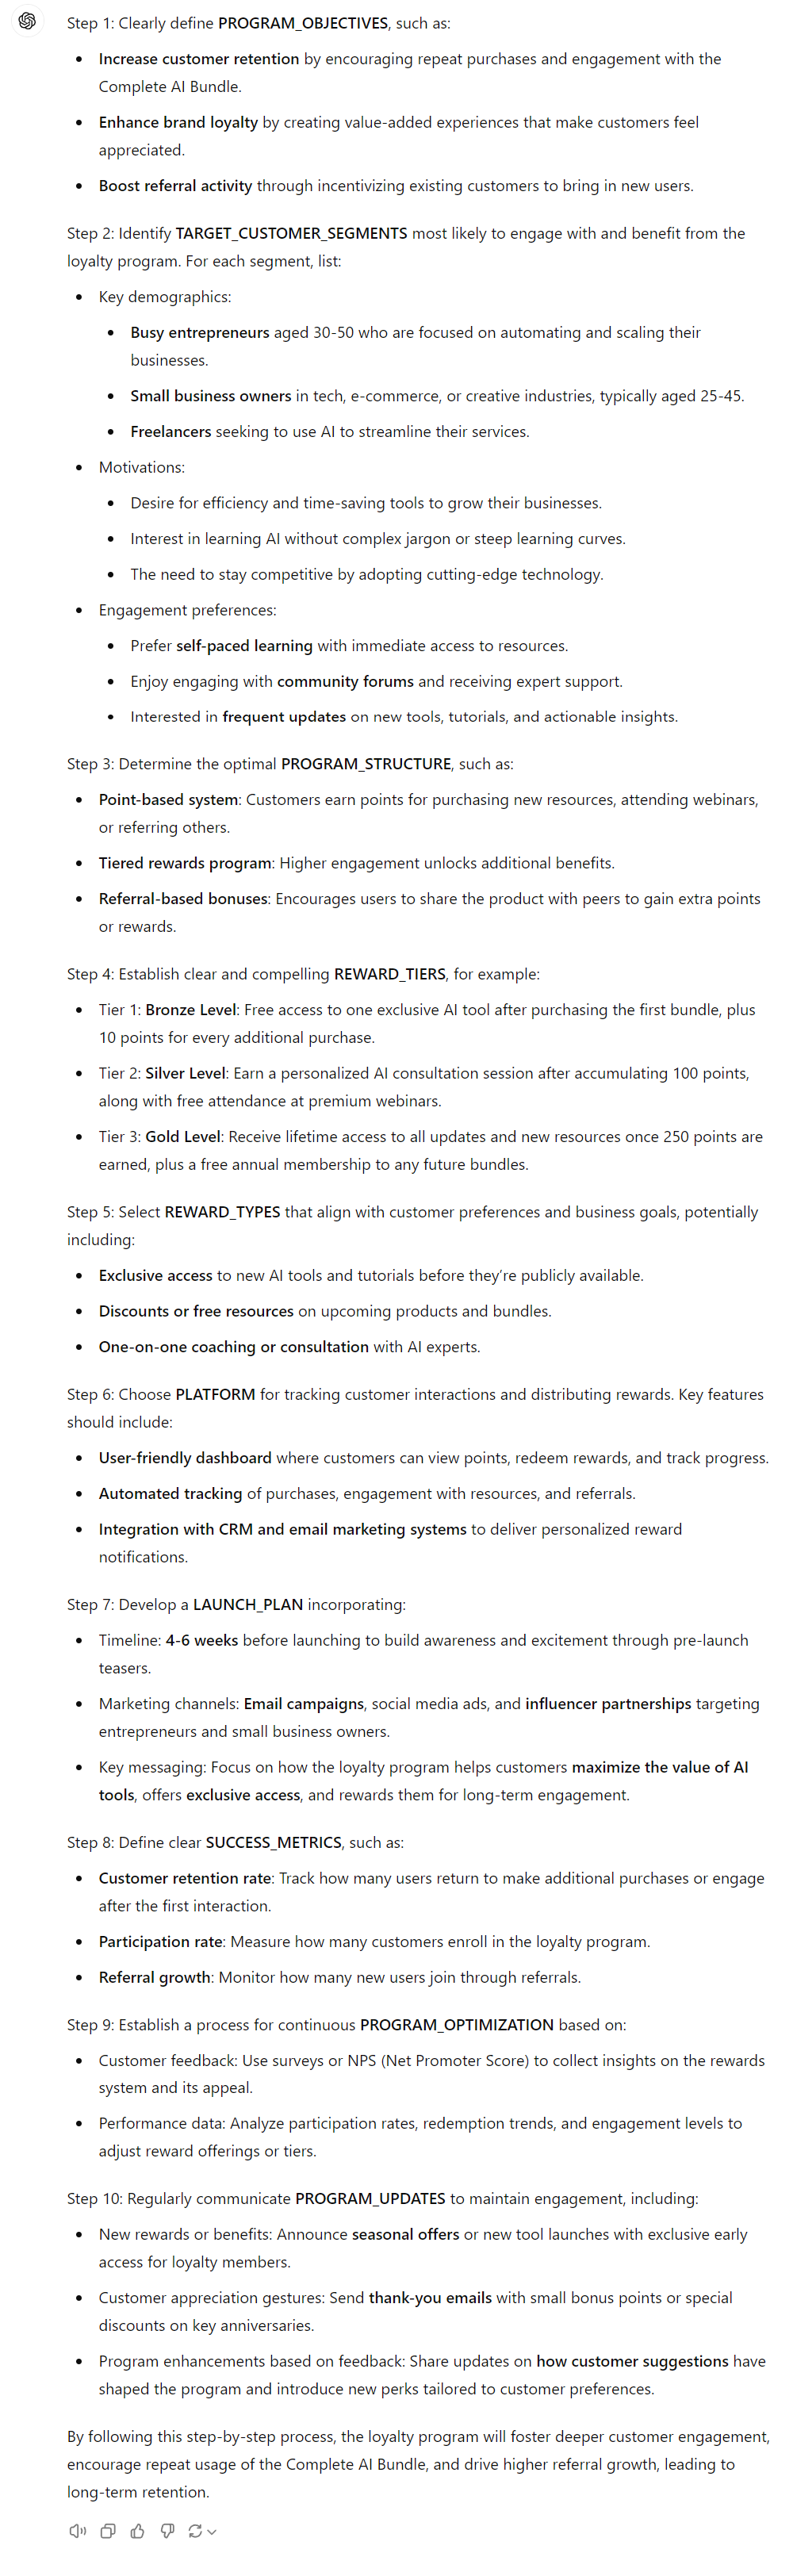 Step 1: Clearly define PROGRAM_OBJECTIVES, such as:
Increase customer retention by encouraging repeat purchases and engagement with the
Complete AI Bundle.
Enhance brand loyalty by creating value-added experiences that make customers feel
appreciated.
Boost referral activity through incentivizing existing customers to bring in new users.
Step 2: Identify TARGET_CUSTOMER_SEGMENTS most likely to engage with and benefit from the
loyalty program. For each segment, list:
Key demographics:
Busy entrepreneurs aged 30-50 who are focused on automating and scaling their
businesses.
Small business owners in tech, e-commerce, or creative industries, typically aged 25-45.
Freelancers seeking to use AI to streamline their services.
Motivations:
Desire for efficiency and time-saving tools to grow their businesses.
Interest in learning AI without complex jargon or steep learning curves.
The need to stay competitive by adopting cutting-edge technology.
Engagement preferences:
Prefer self-paced learning with immediate access to resources.
Enjoy engaging with community forums and receiving expert support.
Interested in frequent updates on new tools, tutorials, and actionable insights.
Step 3: Determine the optimal PROGRAM_STRUCTURE, such as:
Point-based system: Customers earn points for purchasing new resources, attending webinars,
or referring others.
Tiered rewards program: Higher engagement unlocks additional benefits.
Referral-based bonuses: Encourages users to share the product with peers to gain extra points
or rewards.
Step 4: Establish clear and compelling REWARD_TIERS, for example:
Tier 1: Bronze Level: Free access to one exclusive AI tool after purchasing the first bundle, plus
10 points for every additional purchase.
Tier 2: Silver Level: Earn a personalized AI consultation session after accumulating 100 points,
along with free attendance at premium webinars.
Tier 3: Gold Level: Receive lifetime access to all updates and new resources once 250 points are
earned, plus a free annual membership to any future bundles.
Step 5: Select REWARD_TYPES that align with customer preferences and business goals, potentially
including:
Exclusive access to new AI tools and tutorials before they're publicly available.
Discounts or free resources on upcoming products and bundles.
One-on-one coaching or consultation with AI experts.
Step 6: Choose PLATFORM for tracking customer interactions and distributing rewards. Key features
should include:
User-friendly dashboard where customers can view points, redeem rewards, and track progress.
Automated tracking of purchases, engagement with resources, and referrals.
Integration with CRM and email marketing systems to deliver personalized reward
notifications.
Step 7: Develop a LAUNCH_PLAN incorporating:
Timeline: 4-6 weeks before launching to build awareness and excitement through pre-launch
teasers.
Marketing channels: Email campaigns, social media ads, and influencer partnerships targeting
entrepreneurs and small business owners.
Key messaging: Focus on how the loyalty program helps customers maximize the value of AI
tools, offers exclusive access, and rewards them for long-term engagement.
Step 8: Define clear SUCCESS_METRICS, such as:
Customer retention rate: Track how many users return to make additional purchases or engage
after the first interaction.
Participation rate: Measure how many customers enroll in the loyalty program.
Referral growth: Monitor how many new users join through referrals.
Step 9: Establish a process for continuous PROGRAM_OPTIMIZATION based on:
Customer feedback: Use surveys or NPS (Net Promoter Score) to collect insights on the rewards
system and its appeal.
Performance data: Analyze participation rates, redemption trends, and engagement levels to
adjust reward offerings or tiers.
Step 10: Regularly communicate PROGRAM_UPDATES to maintain engagement, including:
New rewards or benefits: Announce seasonal offers or new tool launches with exclusive early
access for loyalty members.
Customer appreciation gestures: Send thank-you emails with small bonus points or special
discounts on key anniversaries.
Program enhancements based on feedback: Share updates on how customer suggestions have
shaped the program and introduce new perks tailored to customer preferences.
By following this step-by-step process, the loyalty program will foster deeper customer engagement,
encourage repeat usage of the Complete AI Bundle, and drive higher referral growth, leading to
long-term retention.